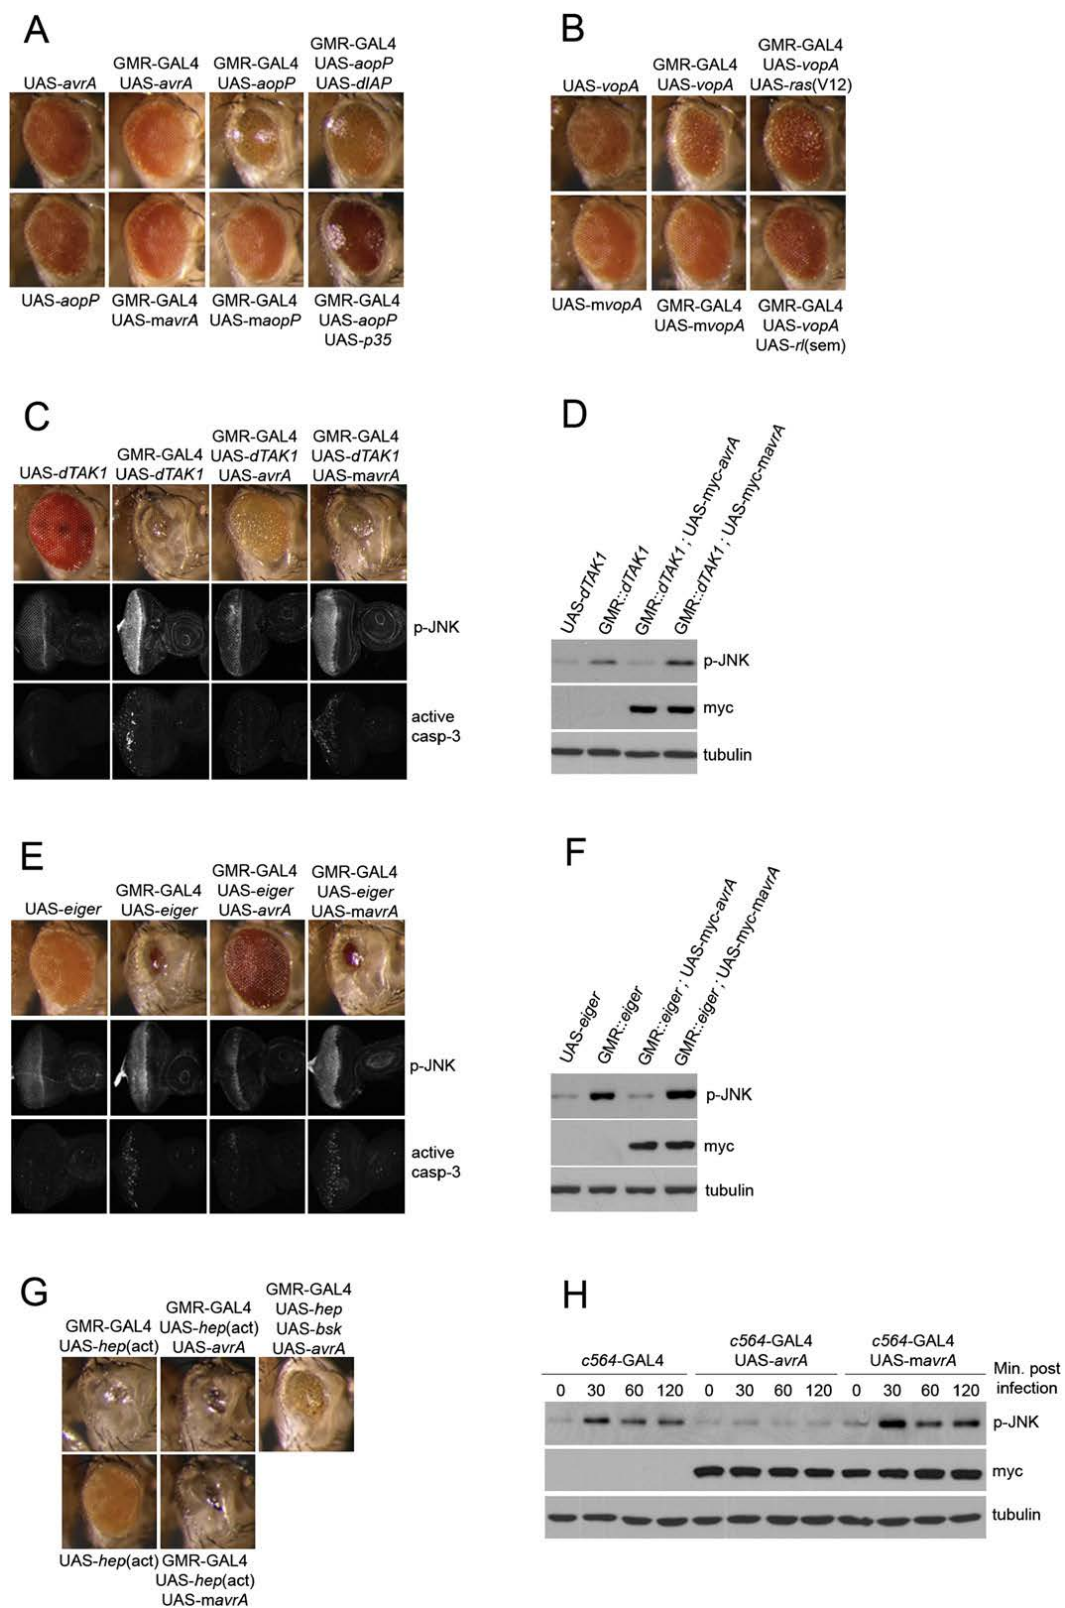 A
UAS-avrA
GMR-GAL4
UAS-avrA
GMR-GAL4
UAS-aopP
GMR-GAL4
UAS-aopP
UAS-dIAP
UAS-aopP
GMR-GAL4
UAS-mavrA
GMR-GAL4
UAS-maopP
GMR-GAL4
UAS-aopP
UAS-p35
B
UAS-vopA
GMR-GAL4
UAS-vopA
GMR-GAL4
UAS-vopA
UAS-ras(V12)
UAS-mvopA
GMR-GAL4
UAS-mvopA
GMR-GAL4
UAS-vopA
UAS-rl(sem)
C
UAS-dTAK1
GMR-GAL4
UAS-dTAK1
GMR-GAL4
UAS-dTAK1
UAS-avrA
GMR-GAL4
UAS-dTAK1
UAS-mavrA
p-JNK
active
casp-3
D
UAS-dTAK1
GMR::dTAK1
GMR::dTAK1 ; UAS-myc-avrA
GMR::dTAK1 ; UAS-myc-mavrA
p-JNK
myc
tubulin
E
UAS-eiger
GMR-GAL4
UAS-eiger
GMR-GAL4
UAS-eiger
UAS-avrA
GMR-GAL4
UAS-eiger
UAS-mavrA
p-JNK
active
casp-3
F
UAS-eiger
GMR::eiger
GMR::eiger ; UAS-myc-avrA
GMR::eiger ; UAS-myc-mavrA
p-JNK
myc
tubulin
G
GMR-GAL4
UAS-hep(act)
GMR-GAL4
UAS-hep(act)
UAS-avrA
GMR-GAL4
UAS-hep
UAS-bsk
UAS-avrA
UAS-hep(act)
GMR-GAL4
UAS-hep(act)
UAS-mavrA
H
c564-GAL4
c564-GAL4
UAS-avrA
c564-GAL4
UAS-mavrA
Min. post
infection
0 30 60 120 0 30 60 120 0 30 60 120
p-JNK
myc
tubulin